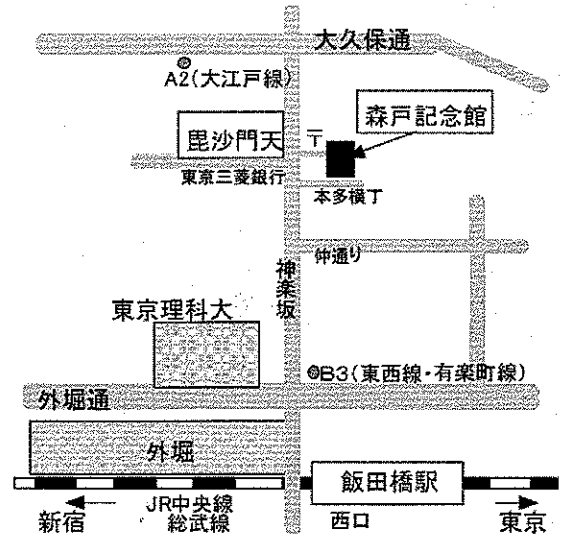 大久保通
A2(大江戸線)
森戸記念館
毘沙門天
〒
東京三菱銀行
本多横丁
仲通り
神楽坂
東京理科大
B3(東西線・有楽町線)
外堀通
外堀
飯田橋駅
JR中央線
総武線
新宿
西口
東京